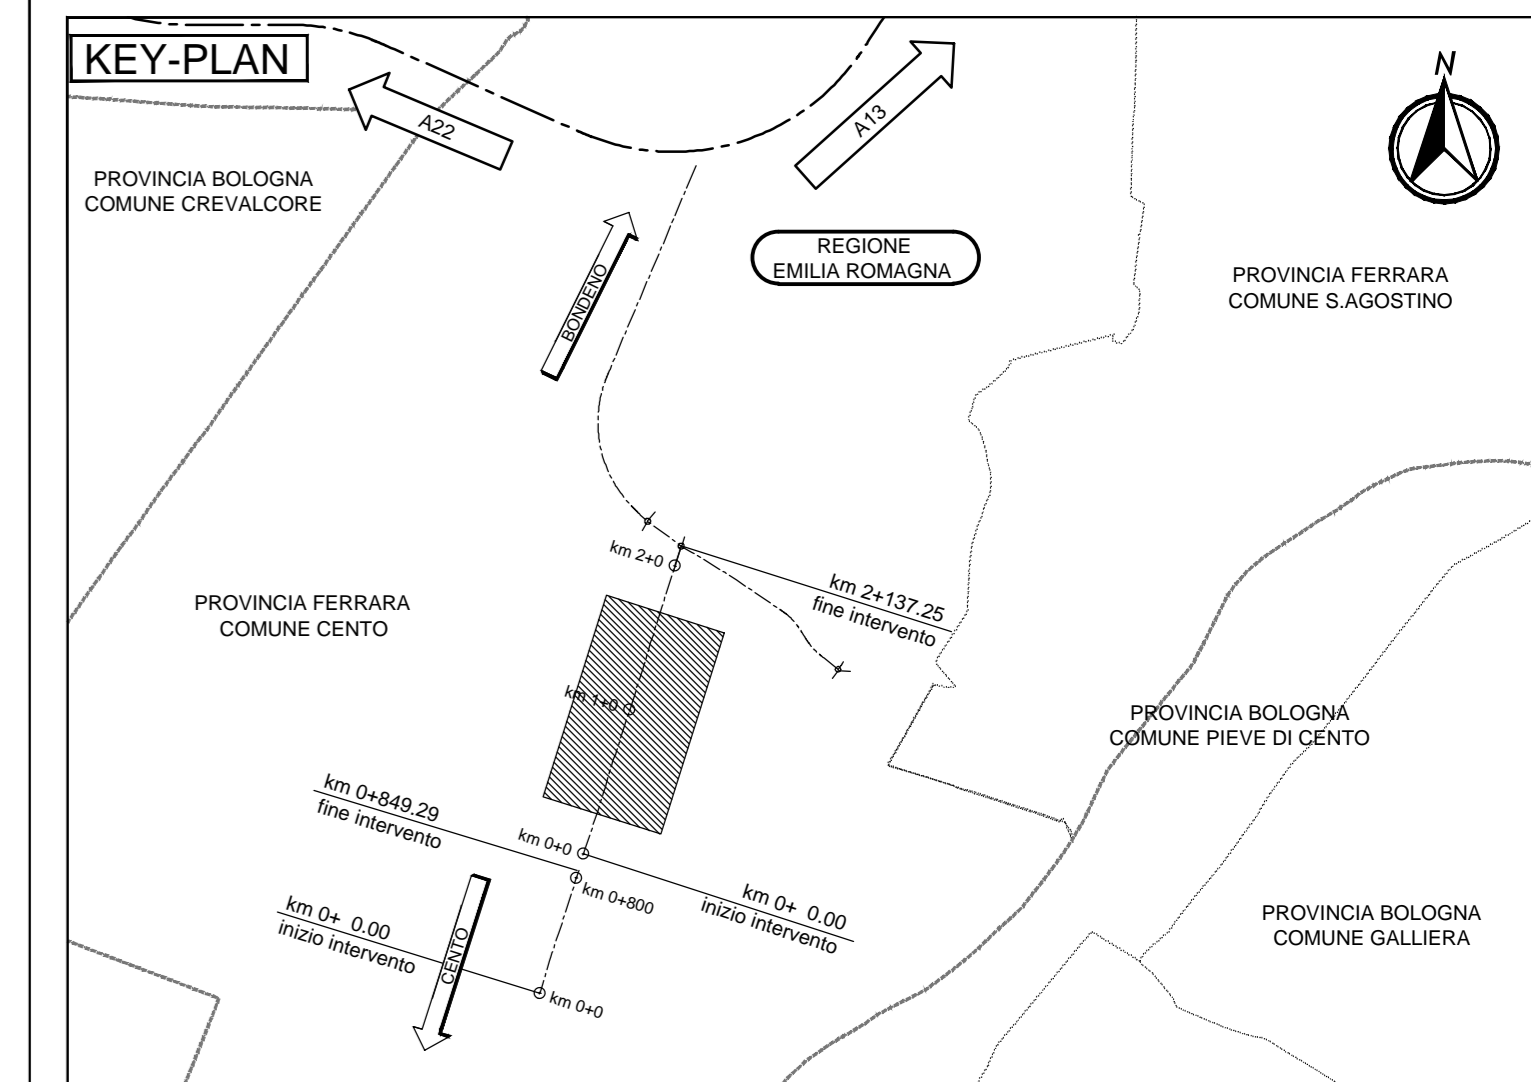 KEY-PLAN
N
A22
A13
PROVINCIA BOLOGNA
COMUNE CREVALCORE
REGIONE
EMILIA ROMAGNA
BONDENO
PROVINCIA FERRARA
COMUNE S.AGOSTINO
km 2+0
km 2+137.25
fine intervento
PROVINCIA FERRARA
COMUNE CENTO
km 1+0
PROVINCIA BOLOGNA
COMUNE PIEVE DI CENTO
km 0+849.29
fine intervento
km 0+0
km 0+800
km 0+ 0.00
inizio intervento
km 0+ 0.00
inizio intervento
CENTO
km 0+0
PROVINCIA BOLOGNA
COMUNE GALLIERA